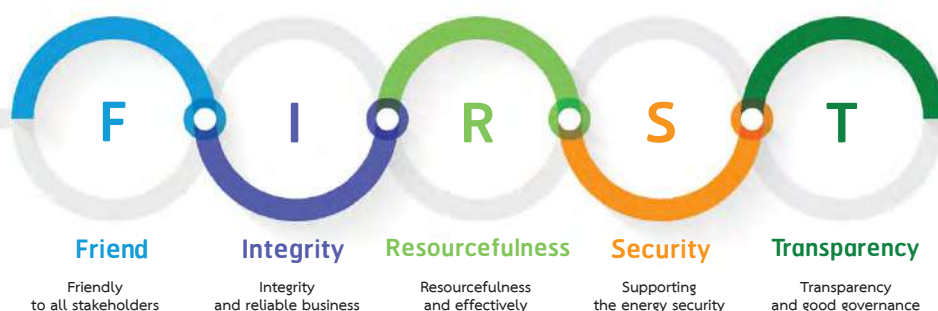 F I R S T
Friend
Friendly
to all stakeholders
Integrity
Integrity
and reliable business
Resourcefulness
Resourcefulness
and effectively
Security
Supporting
the energy security
Transparency
Transparency
and good governance